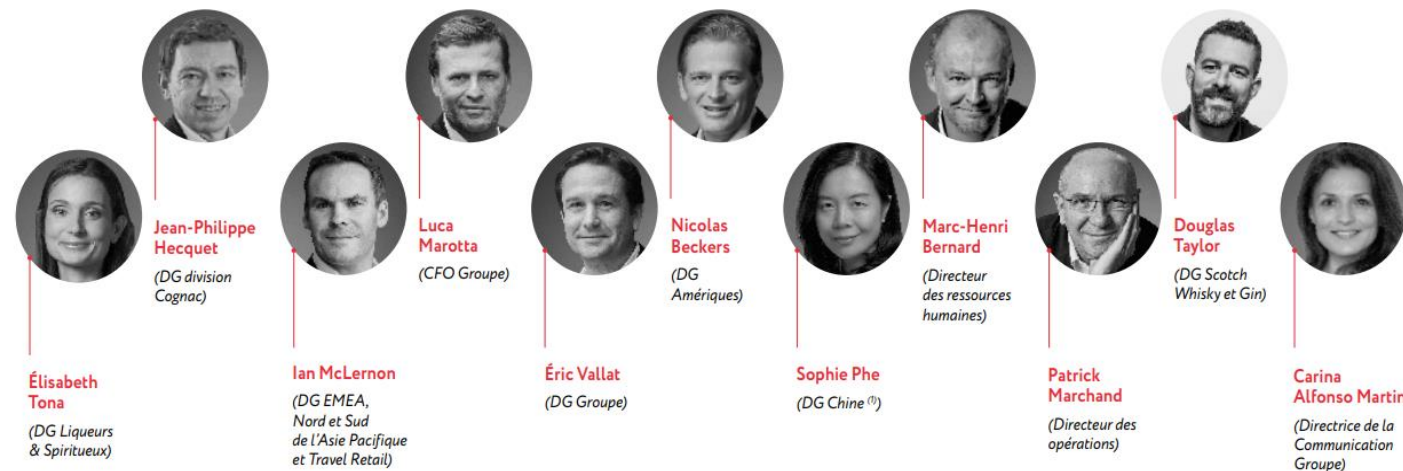 Élisabeth
Tona
(DG Liqueurs
& Spiritueux)
Jean-Philippe
Hecquet
(DG division
Cognac)
Ian McLernon
(DG EMEA,
Nord et Sud
de l'Asie Pacifique
et Travel Retail)
Luca
Marotta
(CFO Groupe)
Éric Vallat
(DG Groupe)
Nicolas
Beckers
(DG
Amériques)
Sophie Phe
(DG Chine (1))
Marc-Henri
Bernard
(Directeur
des ressources
humaines)
Patrick
Marchand
(Directeur des
opérations)
Douglas
Taylor
(DG Scotch
Whisky et Gin)
Carina
Alfonso Martin
(Directrice de la
Communication
Groupe)